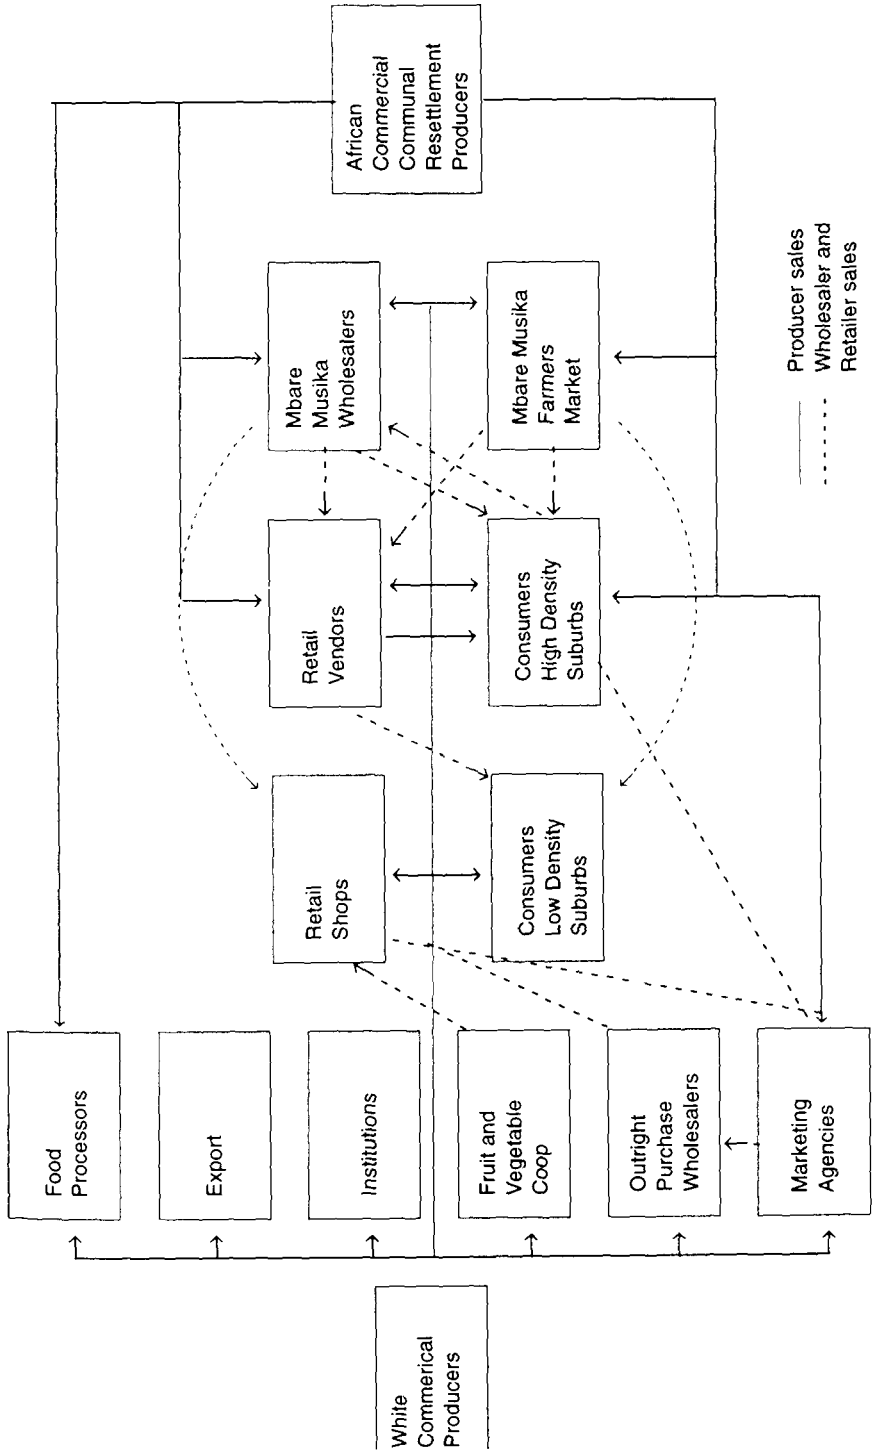 White
Commerical
Producers
Food
Processors
Export
Institutions
Fruit and
Vegetable
Coop
Outright
Purchase
Wholesalers
Marketing
Agencies
Retail
Shops
Consumers
Low Density
Suburbs
Retail
Vendors
Consumers
High Density
Suburbs
Mbare
Musika
Wholesalers
Mbare Musika
Farmers
Market
African
Commercial
Communal
Resettlement
Producers
Producer sales
Wholesaler and
Retailer sales